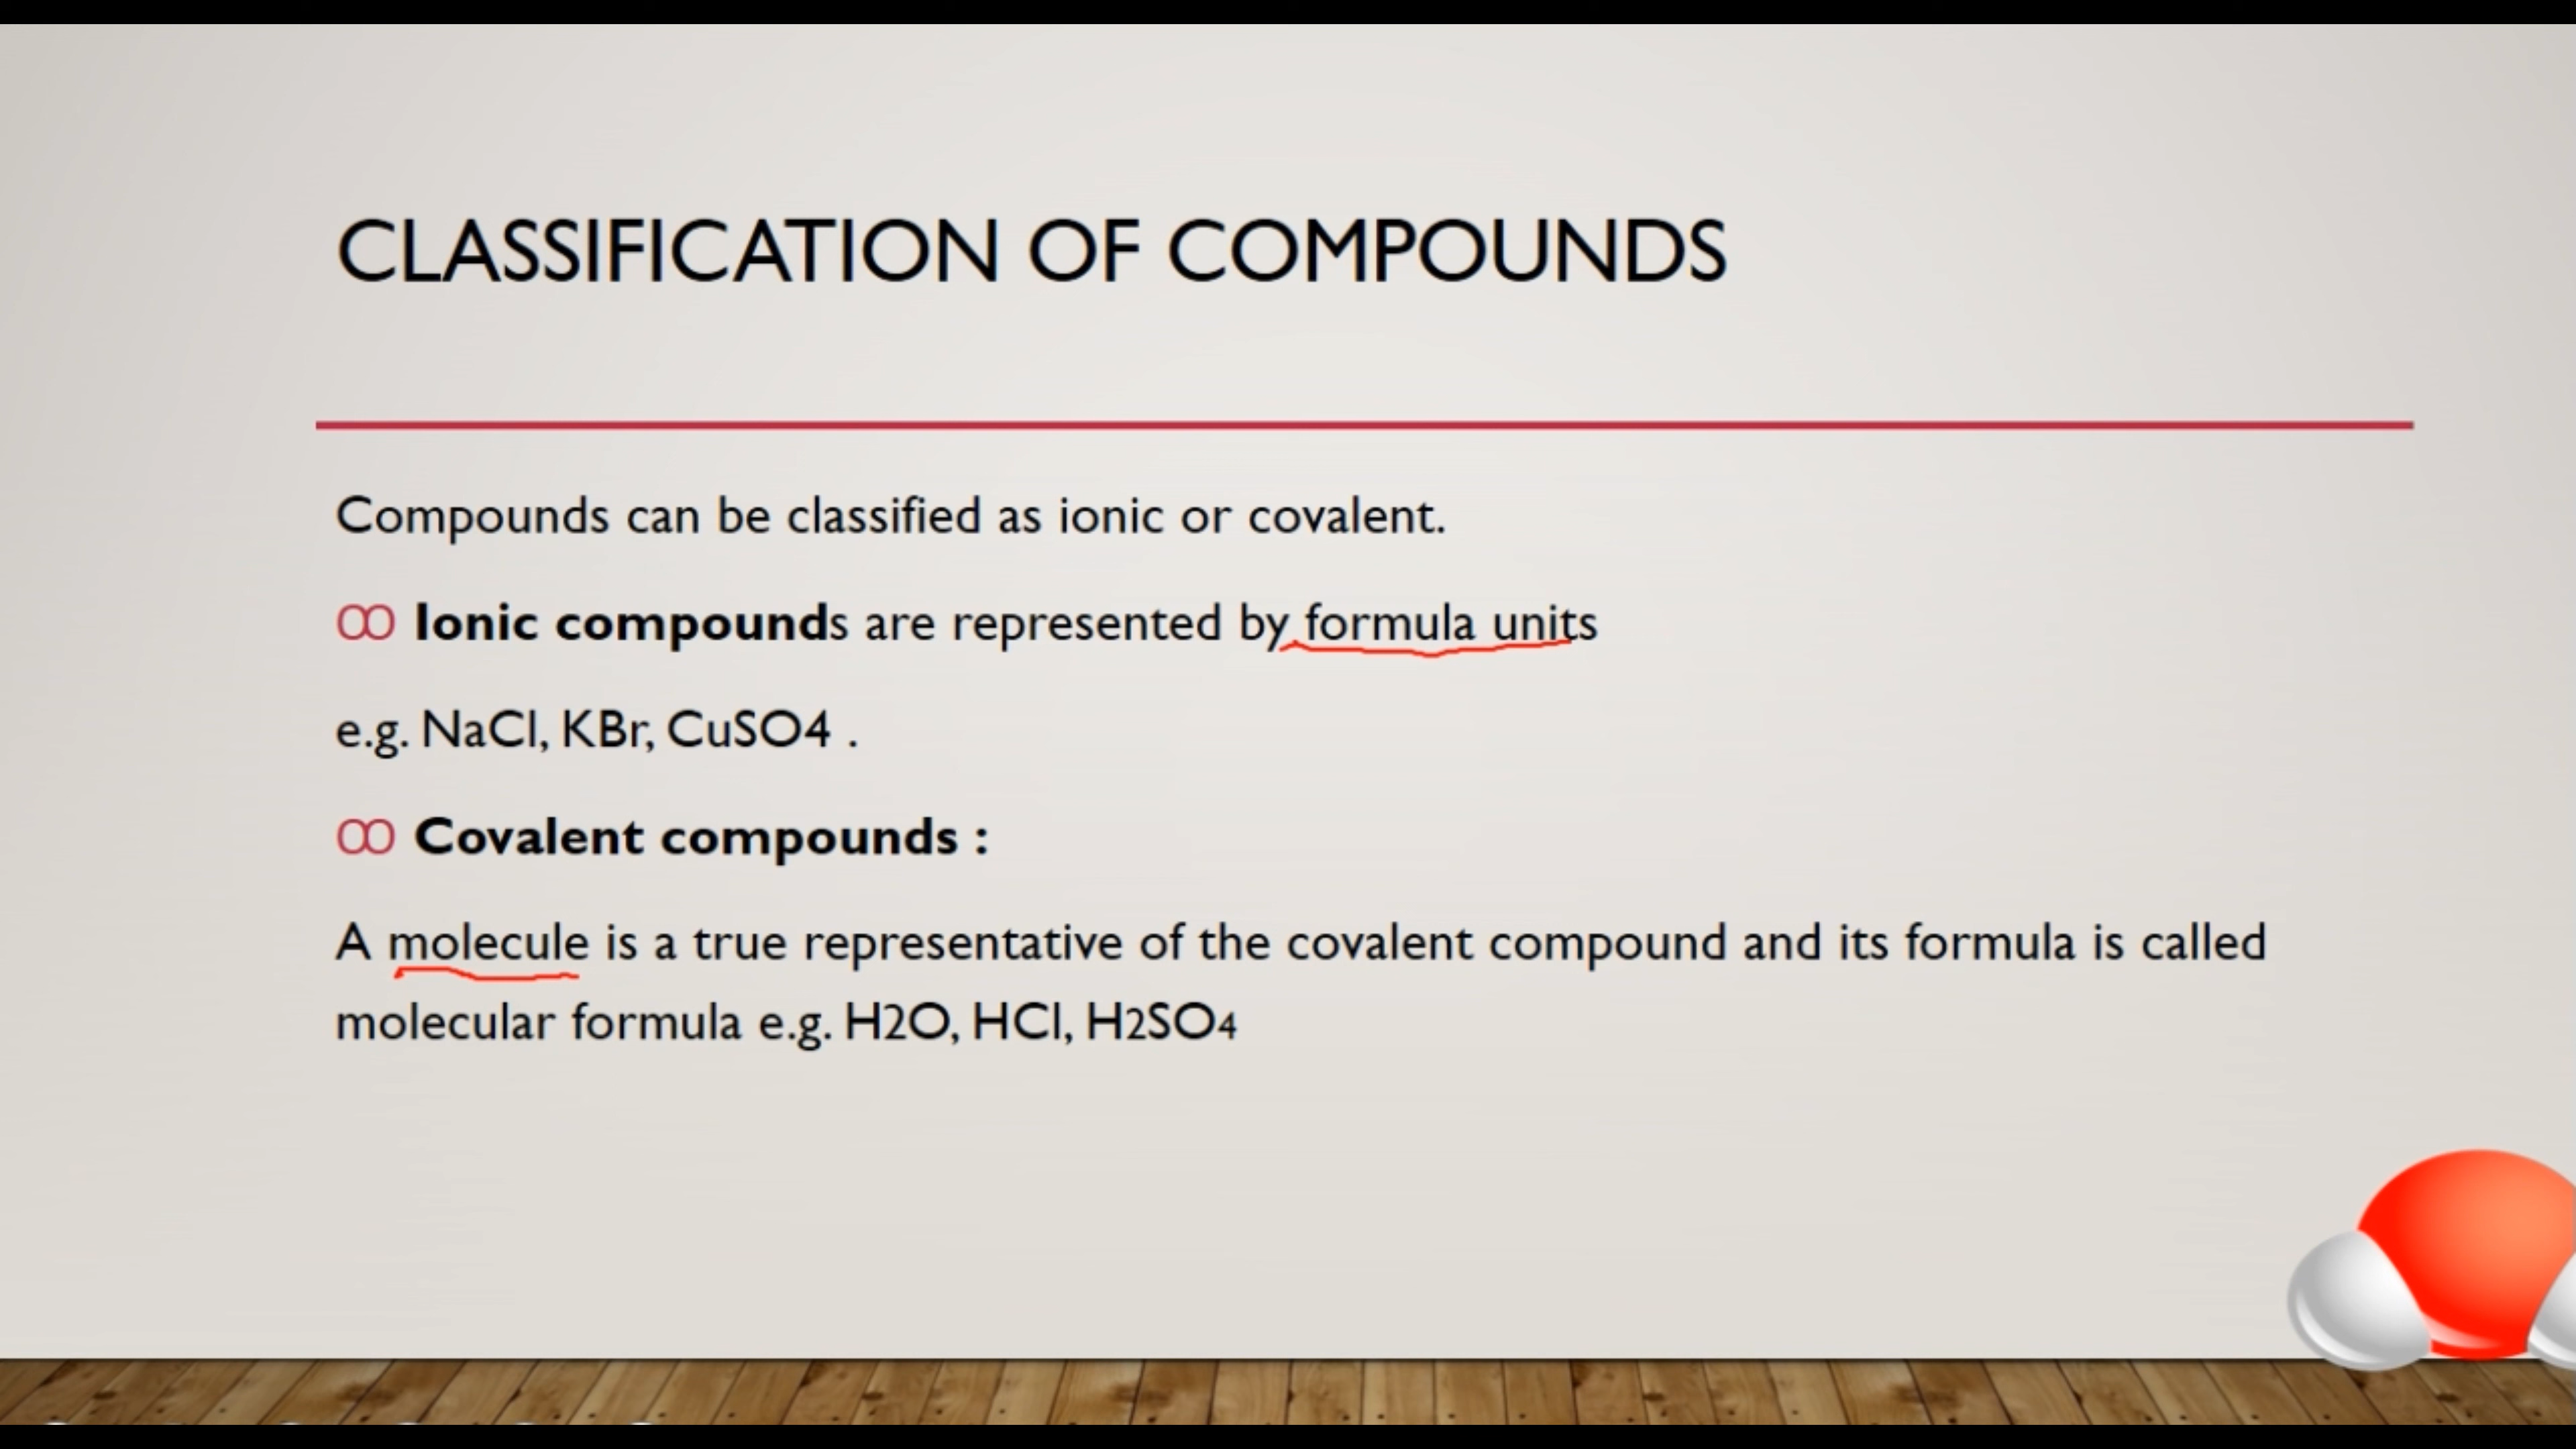 CLASSIFICATION OF COMPOUNDS
Compounds can be classified as ionic or covalent.
Ꝏ Ionic compounds are represented by formula units
e.g. NaCl, KBr, CuSO4 .
Ꝏ Covalent compounds :
A molecule is a true representative of the covalent compound and its formula is called
molecular formula e.g. H2O, HCl, H2SO4